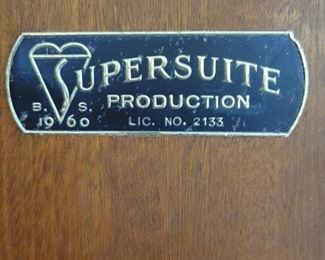 SUPERSUITE
B. S. PRODUCTION
1960 LIC. NO. 2133